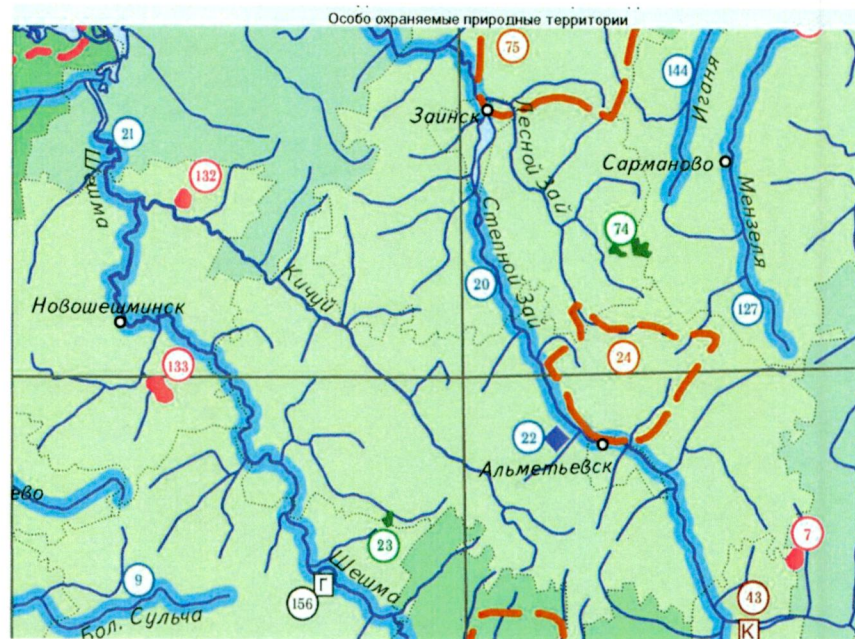 Особо охраняемые природные территории
75
144
Иганя
21
Шешма
Заинск
Лесной Зай
Сарманово
132
Мензеля
74
Кичуй
Степной Зай
20
Новошешминск
127
133
24
22
Альметьевск
ево
23
7
9
Шешма
Г
156
43
К
Бол. Сульча